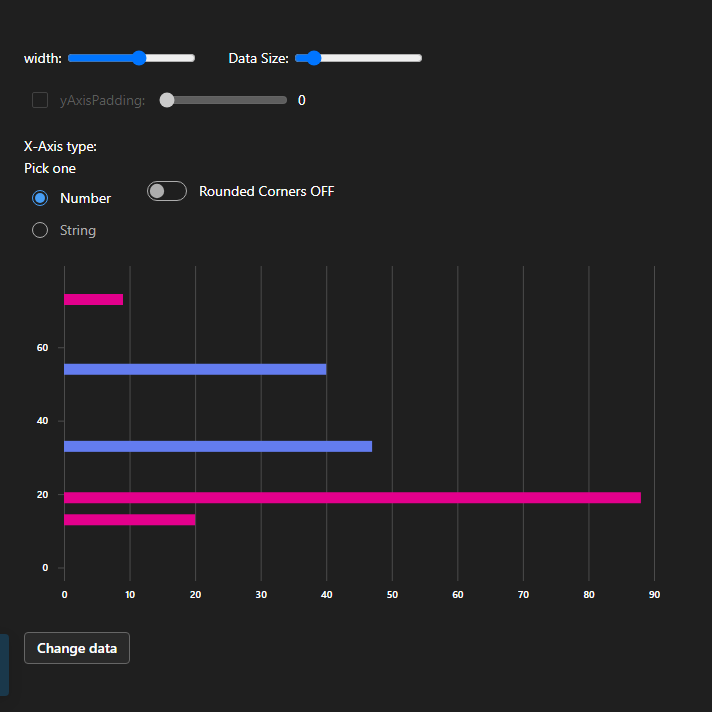 width: Data Size:
yAxisPadding: 0
X-Axis type:
Pick one
Number Rounded Corners OFF
String
60
40
20
0
0 10 20 30 40 50 60 70 80 90
Change data